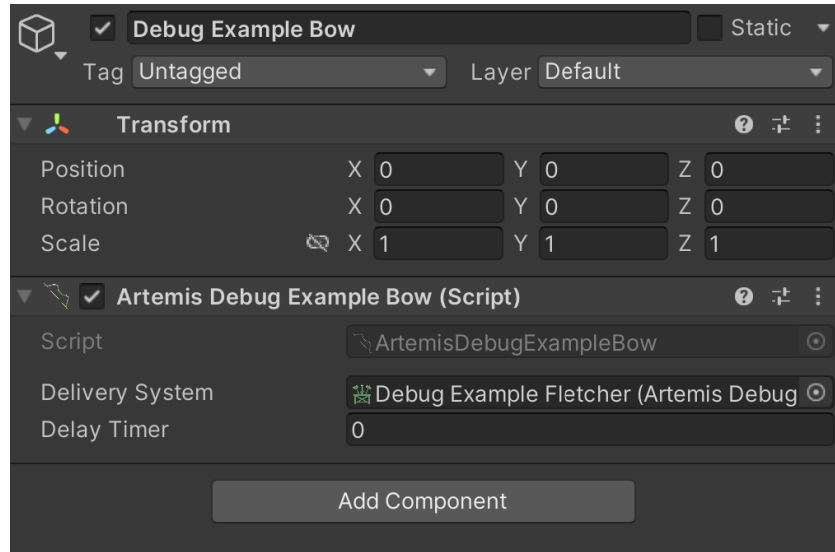 Debug Example Bow Static
Tag Untagged Layer Default
Transform
Position X 0 Y 0 Z 0
Rotation X 0 Y 0 Z 0
Scale X 1 Y 1 Z 1
Artemis Debug Example Bow (Script)
Script ArtemisDebugExampleBow
Delivery System Debug Example Fletcher (Artemis Debug
Delay Timer 0
Add Component